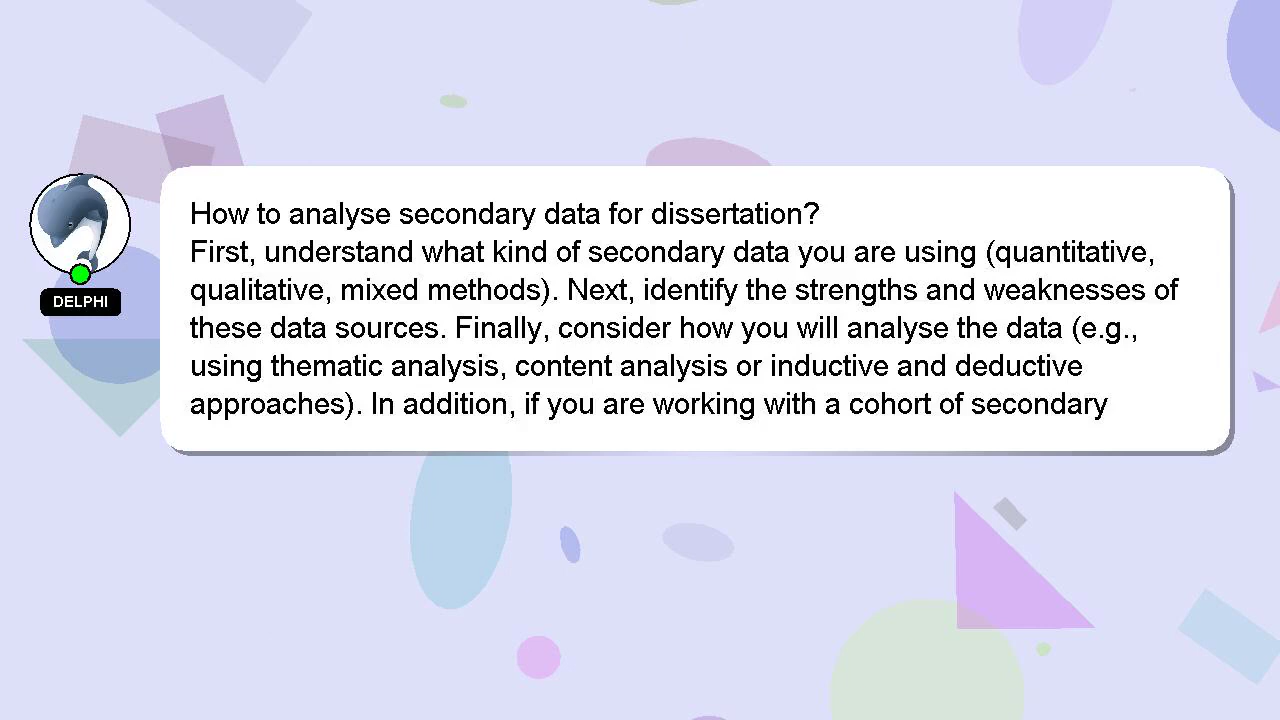 How to analyse secondary data for dissertation?
First, understand what kind of secondary data you are using (quantitative,
qualitative, mixed methods). Next, identify the strengths and weaknesses of
these data sources. Finally, consider how you will analyse the data (e.g.,
using thematic analysis, content analysis or inductive and deductive
approaches). In addition, if you are working with a cohort of secondary
DELPHI